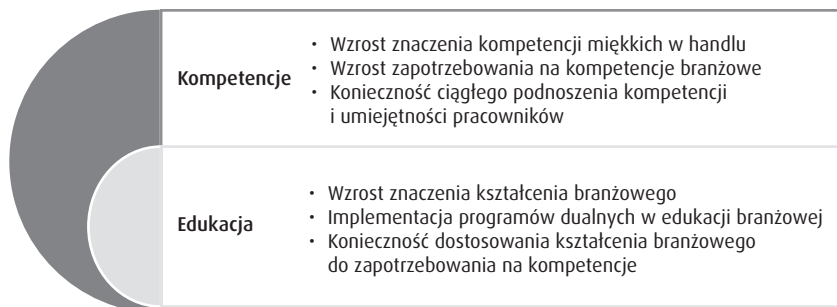 Kompetencje
· Wzrost znaczenia kompetencji miękkich w handlu
· Wzrost zapotrzebowania na kompetencje branżowe
· Konieczność ciągłego podnoszenia kompetencji
i umiejętności pracowników
Edukacja
· Wzrost znaczenia kształcenia branżowego
· Implementacja programów dualnych w edukacji branżowej
· Konieczność dostosowania kształcenia branżowego
do zapotrzebowania na kompetencje